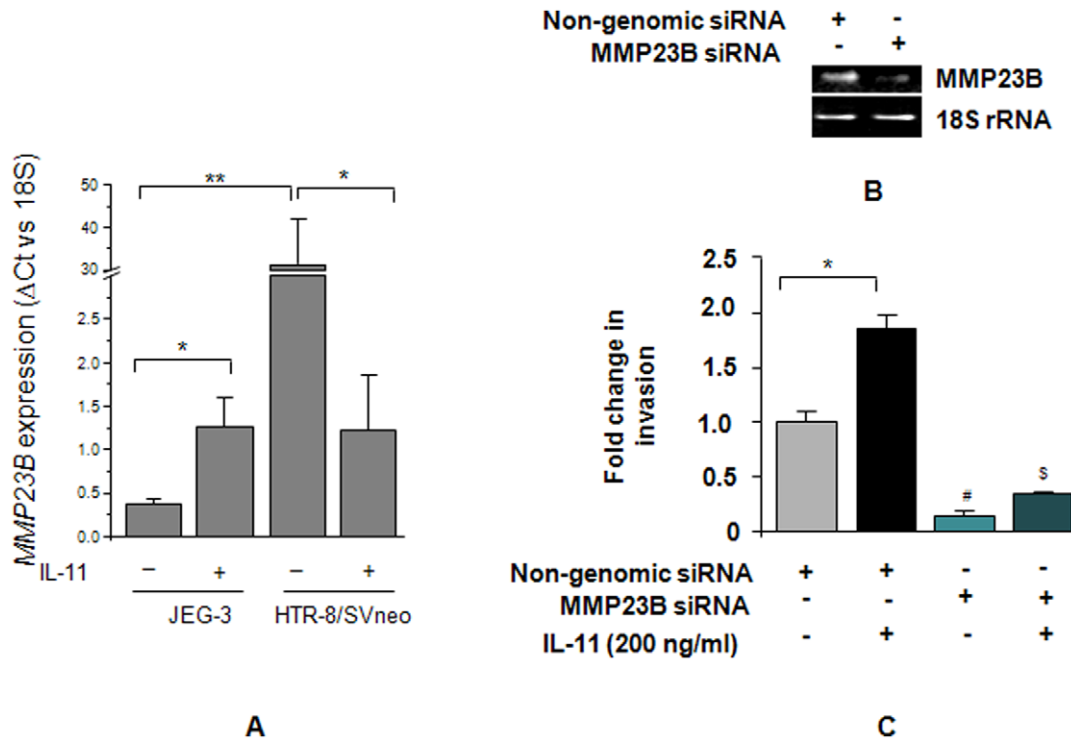 MMP23B expression (ΔCt vs 18S)
50
40
30
2.5
2.0
1.5
1.0
0.5
0.0
*
**
*
IL-11 – + – +
JEG-3 HTR-8/SVneo
A
Non-genomic siRNA + -
MMP23B siRNA - +
MMP23B
18S rRNA
B
Fold change in
invasion
2.5
2.0
1.5
1.0
0.5
0
*
#
$
Non-genomic siRNA + + - -
MMP23B siRNA - - + +
IL-11 (200 ng/ml) - + - +
C